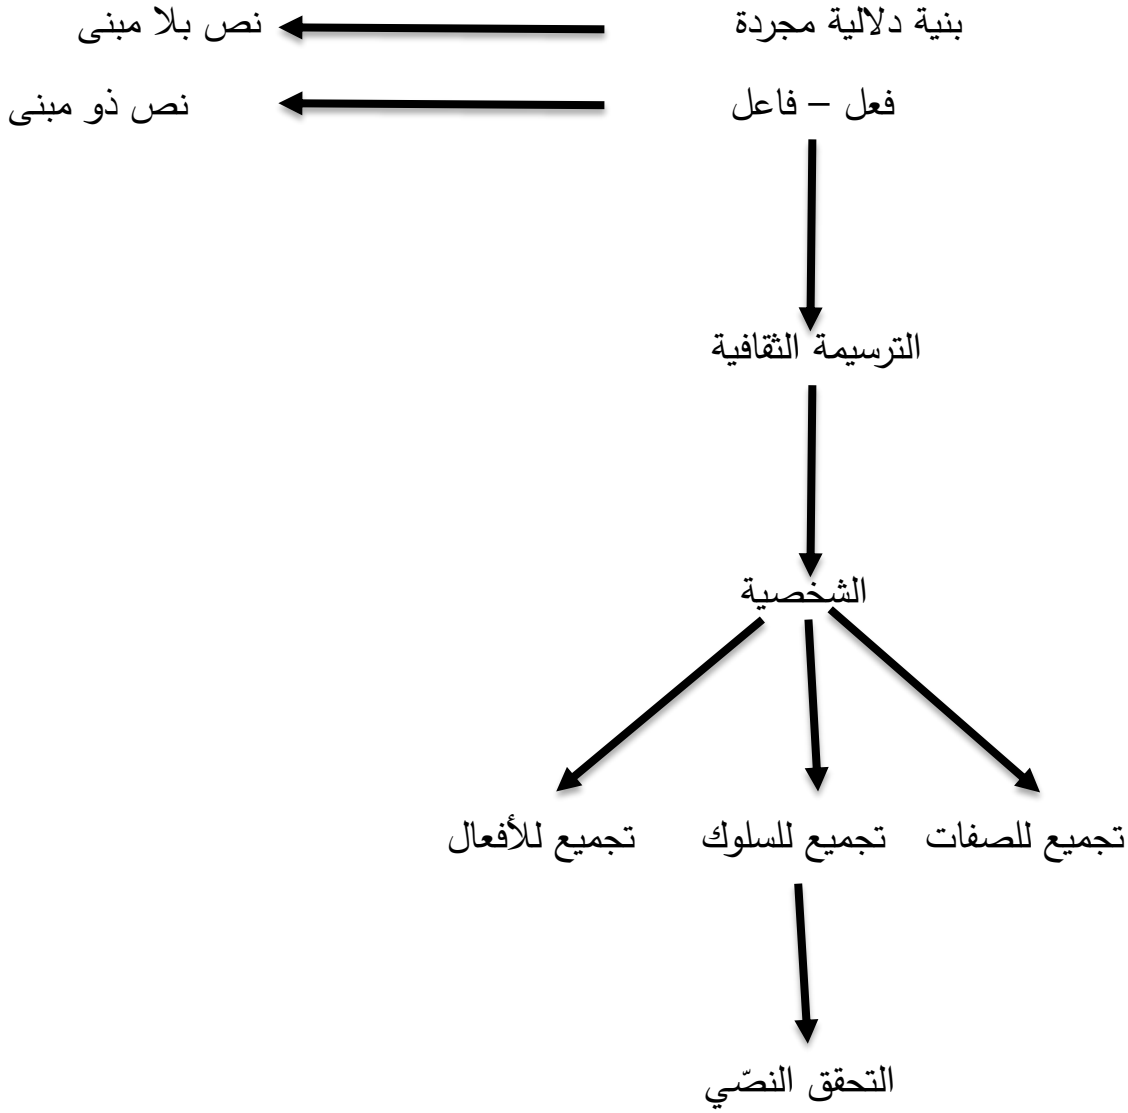 بنية دلالية مجردة نص بلا مبنى
فعل – فاعل نص ذو مبنى
الترسيمة الثقافية
الشخصية
تجميع للصفات تجميع للسلوك تجميع للأفعال
التحقق النصّي